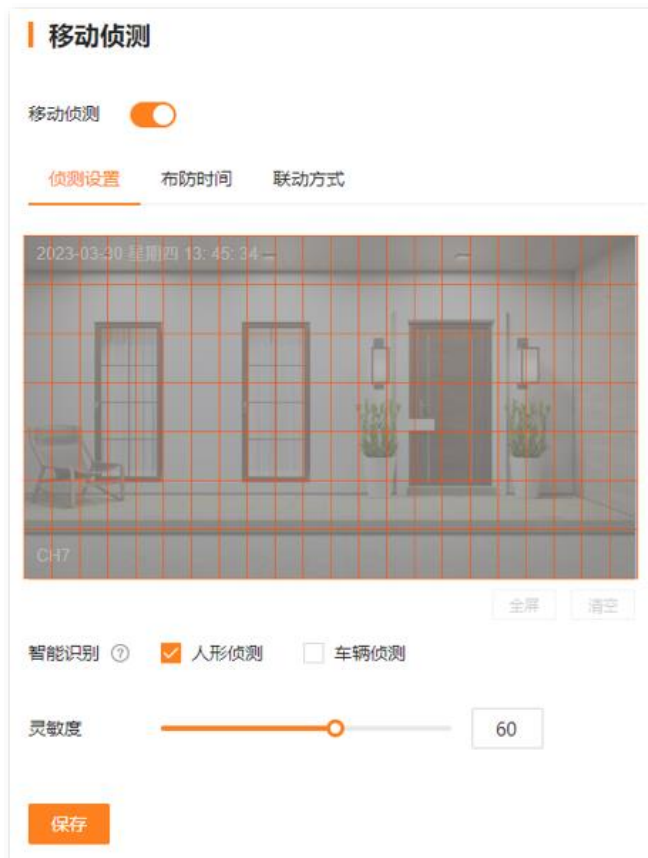 移动侦测
移动侦测
侦测设置 布防时间 联动方式
2023-03-30 星期四 13:45:34
CH7
全屏 清空
智能识别 ? 人形侦测 车辆侦测
灵敏度 60
保存